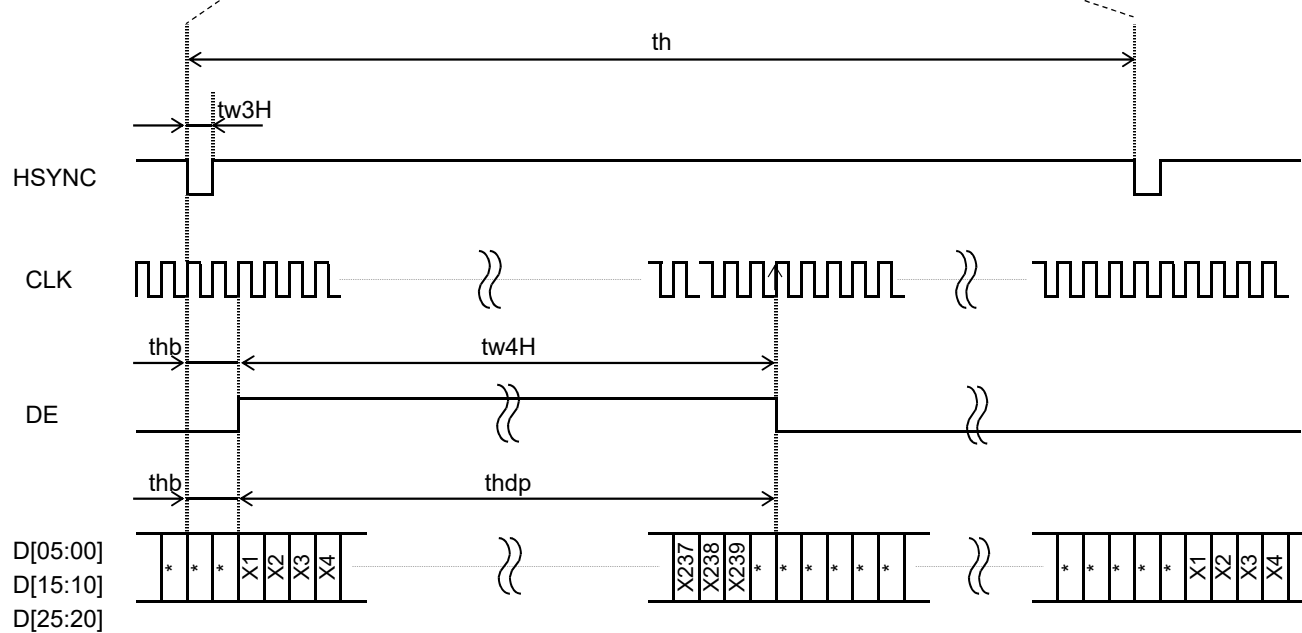 th
tw3H
HSYNC
CLK
thb tw4H
DE
thb thdp
D[05:00]
D[15:10]
D[25:20]
* * * X1 X2 X3 X4 X237 X238 X239 * * * * * * * * * * * X1 X2 X3 X4